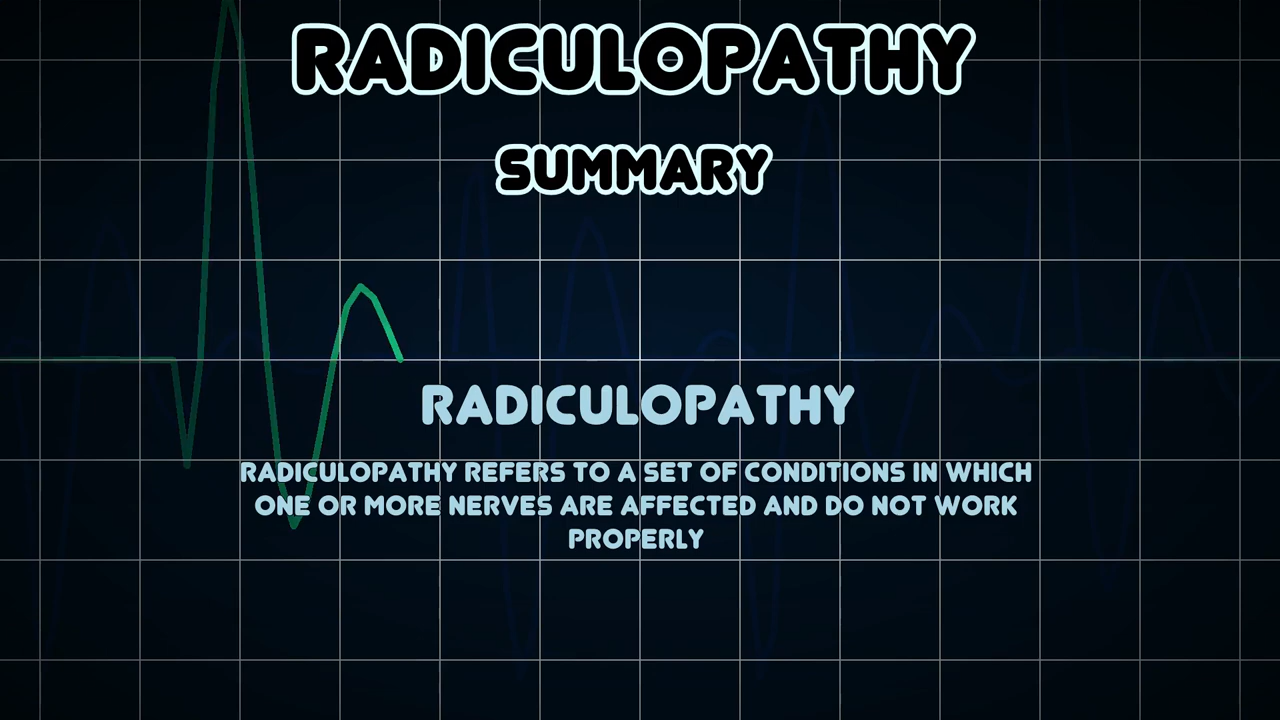 RADICULOPATHY
SUMMARY
RADICULOPATHY
RADICULOPATHY REFERS TO A SET OF CONDITIONS IN WHICH
ONE OR MORE NERVES ARE AFFECTED AND DO NOT WORK
PROPERLY